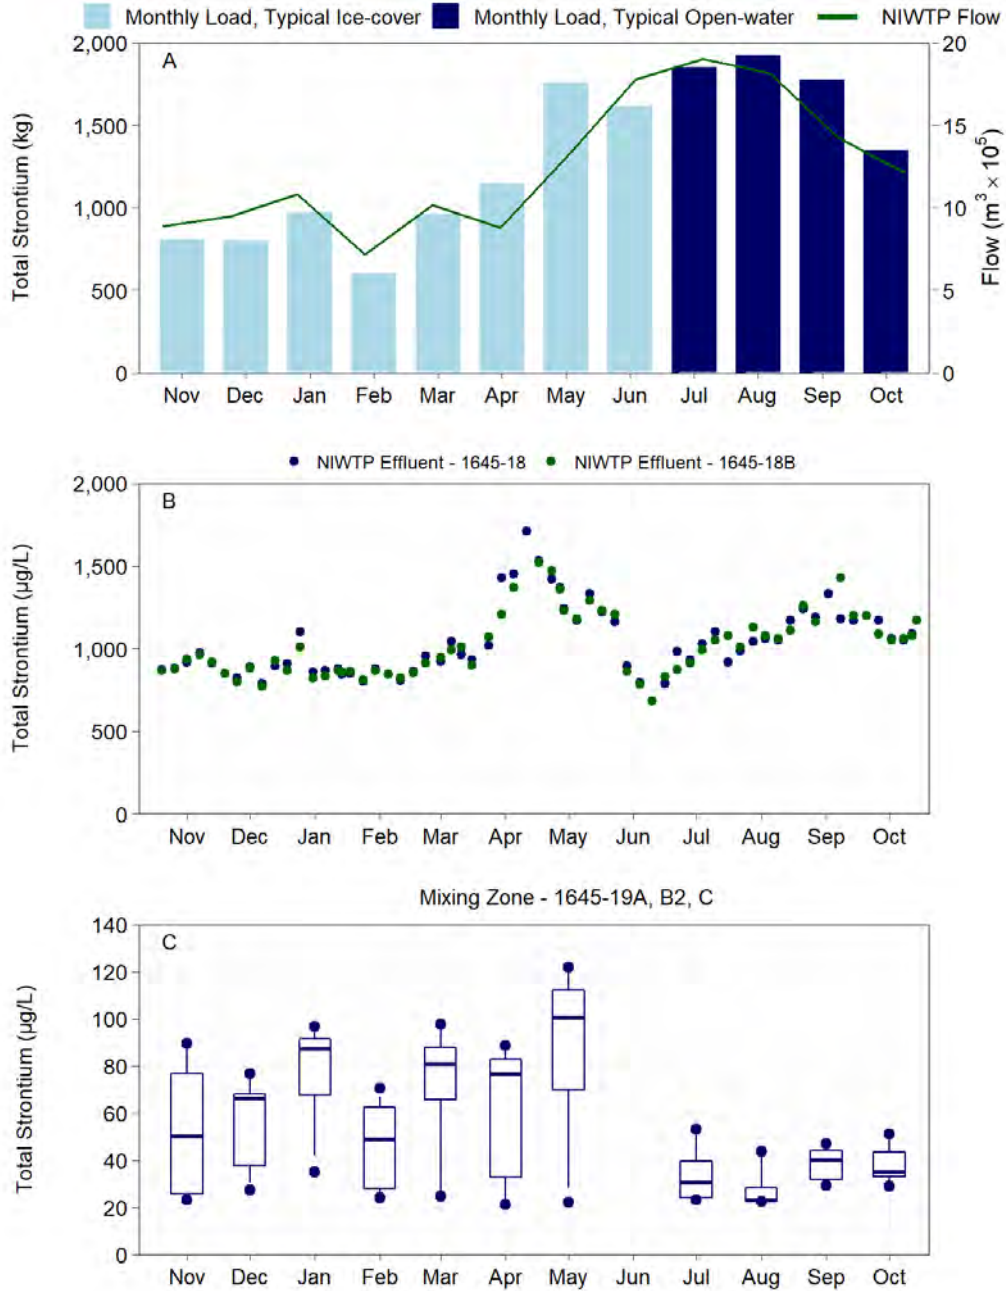 Monthly Load, Typical Ice-cover Monthly Load, Typical Open-water NIWTP Flow
A
Total Strontium (kg)
2,000
1,500
1,000
500
0
20
15
10
5
0
Flow (m³ × 10⁵)
Nov Dec Jan Feb Mar Apr May Jun Jul Aug Sep Oct
NIWTP Effluent - 1645-18 NIWTP Effluent - 1645-18B
B
Total Strontium (µg/L)
2,000
1,500
1,000
500
0
Nov Dec Jan Feb Mar Apr May Jun Jul Aug Sep Oct
Mixing Zone - 1645-19A, B2, C
C
Total Strontium (µg/L)
140
120
100
80
60
40
20
0
Nov Dec Jan Feb Mar Apr May Jun Jul Aug Sep Oct